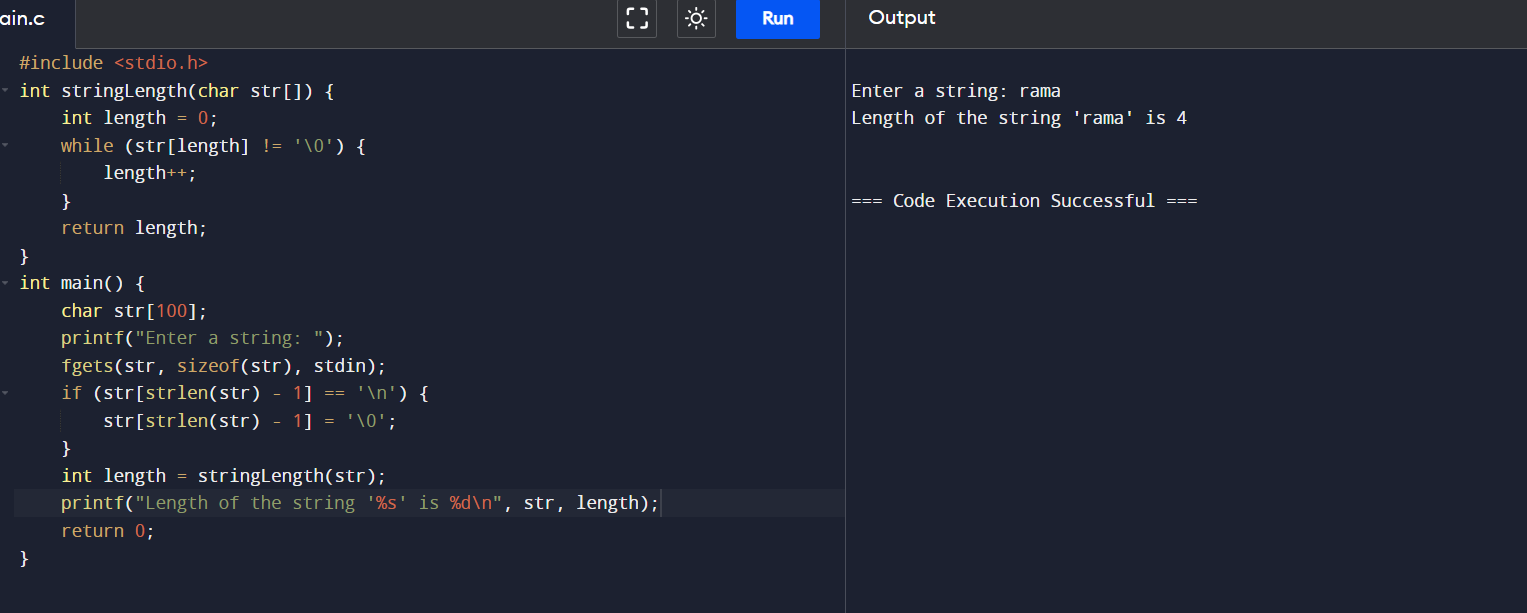 ain.c
Run
Output
#include <stdio.h>
int stringLength(char str[]) {
    int length = 0;
    while (str[length] != '\0') {
        length++;
    }
    return length;
}
int main() {
    char str[100];
    printf("Enter a string: ");
    fgets(str, sizeof(str), stdin);
    if (str[strlen(str) - 1] == '\n') {
        str[strlen(str) - 1] = '\0';
    }
    int length = stringLength(str);
    printf("Length of the string '%s' is %d\n", str, length);
    return 0;
}
Enter a string: rama
Length of the string 'rama' is 4
=== Code Execution Successful ===